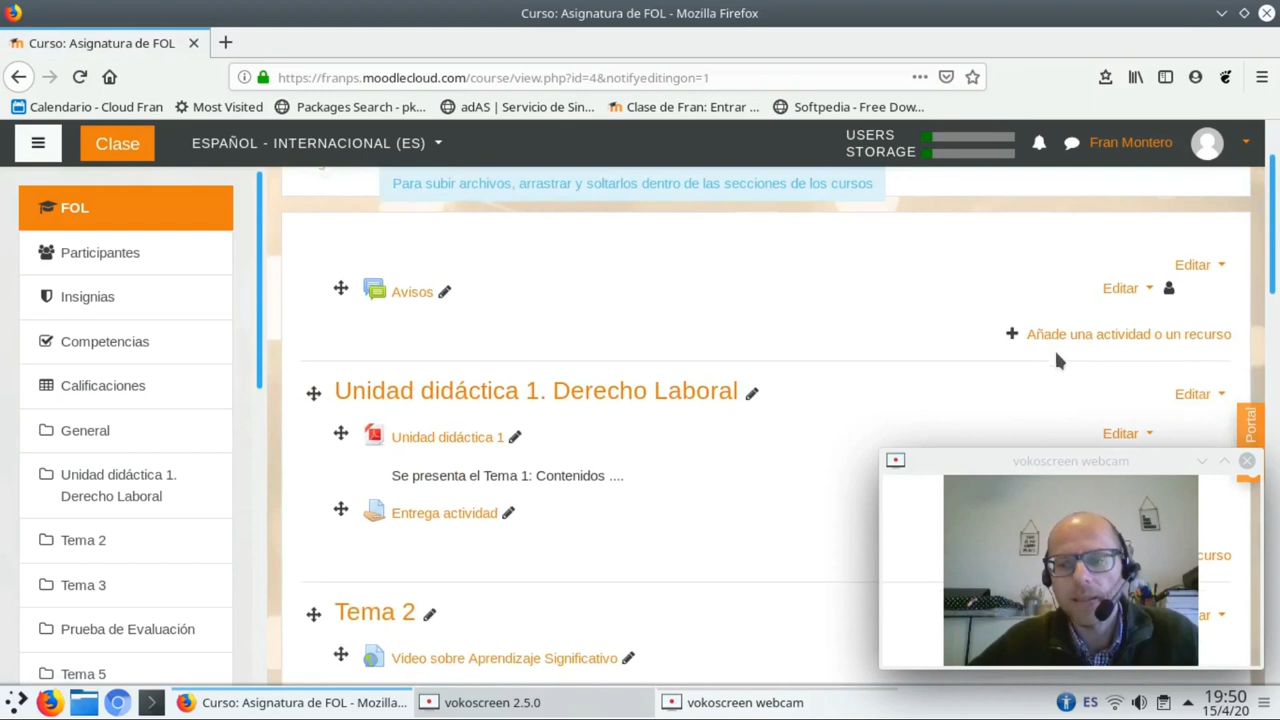 Curso: Asignatura de FOL - Mozilla Firefox
Curso: Asignatura de FOL
https://franps.moodlecloud.com/course/view.php?id=4&notifyeditingon=1
Calendario - Cloud Fran
Most Visited
Packages Search - pk...
adAS | Servicio de Sin...
Clase de Fran: Entrar ...
Softpedia - Free Dow...
Clase
ESPAÑOL - INTERNACIONAL (ES)
USERS
STORAGE
Fran Montero
Para subir archivos, arrastrar y soltarlos dentro de las secciones de los cursos
FOL
Participantes
Insignias
Competencias
Calificaciones
General
Unidad didáctica 1.
Derecho Laboral
Tema 2
Tema 3
Prueba de Evaluación
Tema 5
Editar
Avisos
Editar
Añade una actividad o un recurso
Unidad didáctica 1. Derecho Laboral
Editar
Unidad didáctica 1
Editar
Se presenta el Tema 1: Contenidos ....
Entrega actividad
Tema 2
Video sobre Aprendizaje Significativo
Portal
vokoscreen webcam
curso
ar
Curso: Asignatura de FOL - Mozilla...
vokoscreen 2.5.0
vokoscreen webcam
ES
19:50
15/4/20